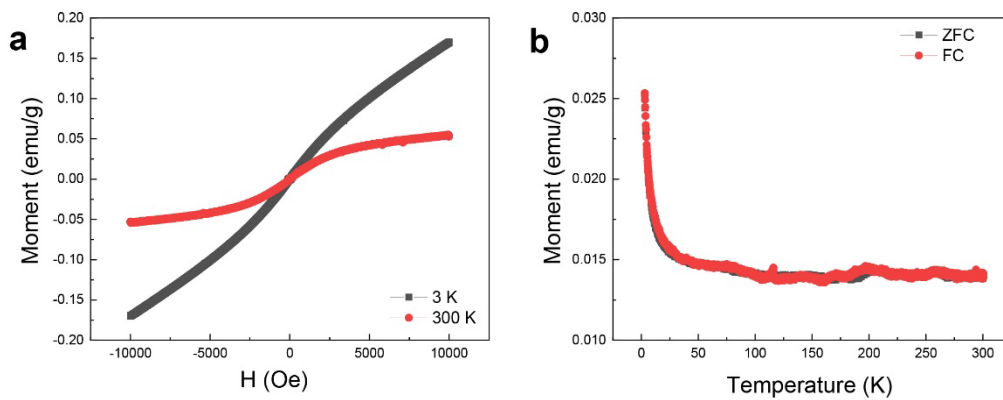 a
0.20
0.15
0.10
0.05
0.00
-0.05
-0.10
-0.15
-0.20
Moment (emu/g)
-10000 -5000 0 5000 10000
H (Oe)
3 K
300 K
b
0.030
0.025
0.020
0.015
0.010
Moment (emu/g)
0 50 100 150 200 250 300
Temperature (K)
ZFC
FC